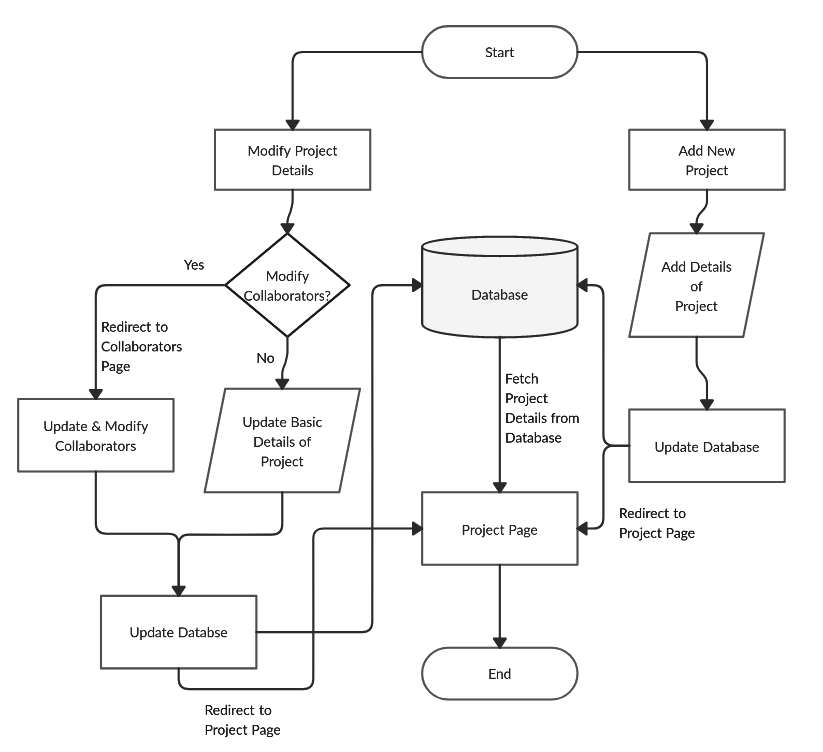 Start
Modify Project
Details
Add New
Project
Yes
Modify
Collaborators?
Database
Add Details
of
Project
Redirect to
Collaborators
Page
No
Fetch
Project
Details from
Database
Update & Modify
Collaborators
Update Basic
Details of
Project
Update Database
Project Page
Redirect to
Project Page
Update Databse
End
Redirect to
Project Page